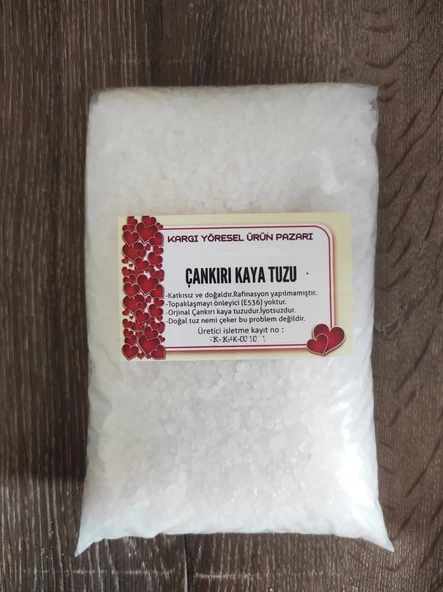 KARGI YÖRESEL ÜRÜN PAZARI
ÇANKIRI KAYA TUZU
-Katkısız ve doğaldır.Rafinasyon yapılmamıştır.
-Topaklaşmayı önleyici (E536) yoktur.
-Orjinal Çankırı kaya tuzudur.İyotsuzdur.
-Doğal tuz nemi çeker bu problem değildir.
Üretici isletme kayıt no :